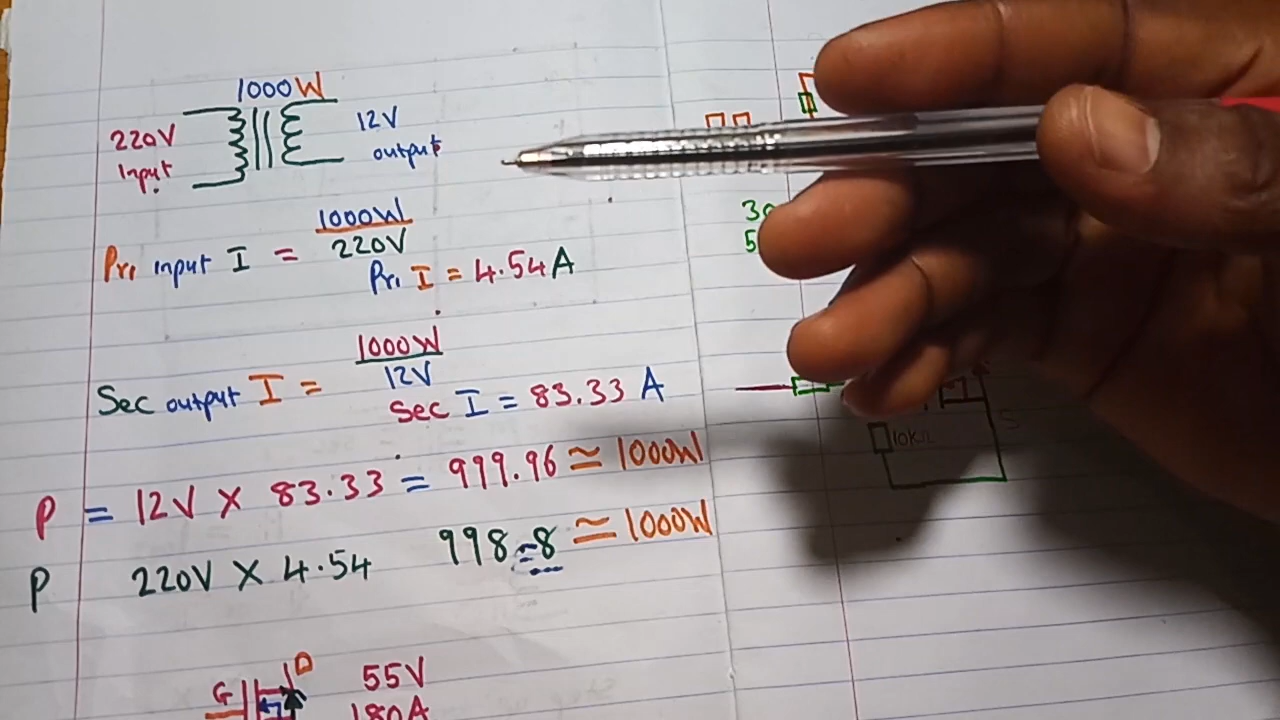 1000W
220V
Input
12V
output
1000W
Pri input I = 220V
Pri I = 4.54A
1000W
Sec output I = 12V
Sec I = 83.33 A
P = 12V X 83.33 = 999.96 ≃ 1000W
P 220V X 4.54 998.8 ≃ 1000W
D
G
55V
180A
10KΩ
S